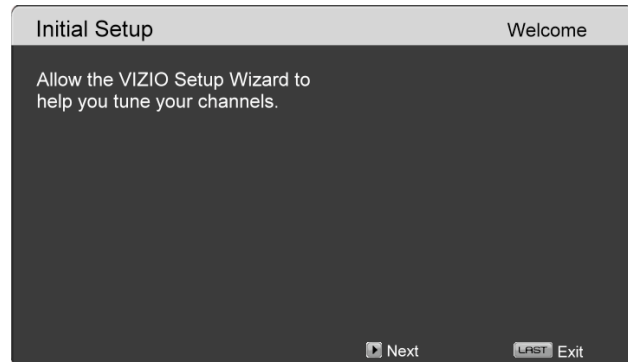 Initial Setup
Welcome
Allow the VIZIO Setup Wizard to
help you tune your channels.
Next
LAST Exit